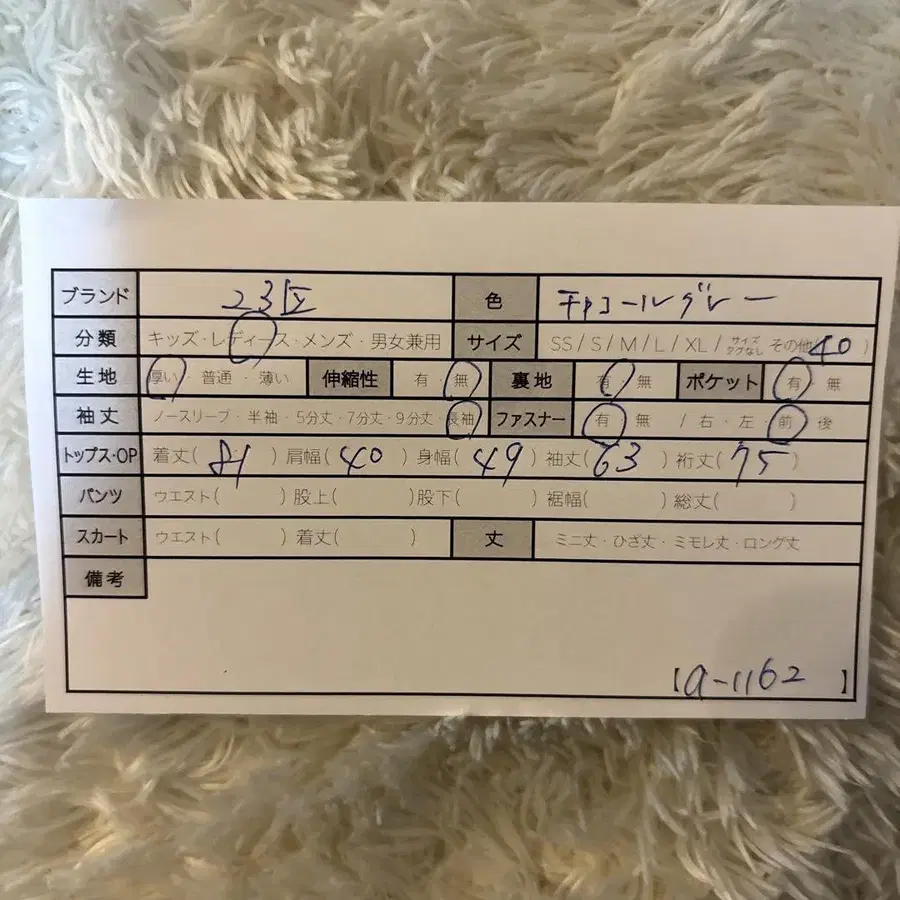 ブランド 23区 色 チャコールグレー
分類 キッズ・レディース・メンズ・男女兼用 サイズ SS / S / M / L / XL / サイズタグなし その他( 40 )
生地 厚い・普通・薄い 伸縮性 有・無 裏地 有・無 ポケット 有・無
袖丈 ノースリーブ・半袖・5分丈・7分丈・9分丈・長袖 ファスナー 有・無 / 右・左・前・後
トップス・OP 着丈( 81 ) 肩幅( 40 ) 身幅( 49 ) 袖丈( 63 ) 裄丈( 75 )
パンツ ウエスト( ) 股上( ) 股下( ) 裾幅( ) 総丈( )
スカート ウエスト( ) 着丈( ) 丈 ミニ丈・ひざ丈・ミモレ丈・ロング丈
備考
【a-1162 】